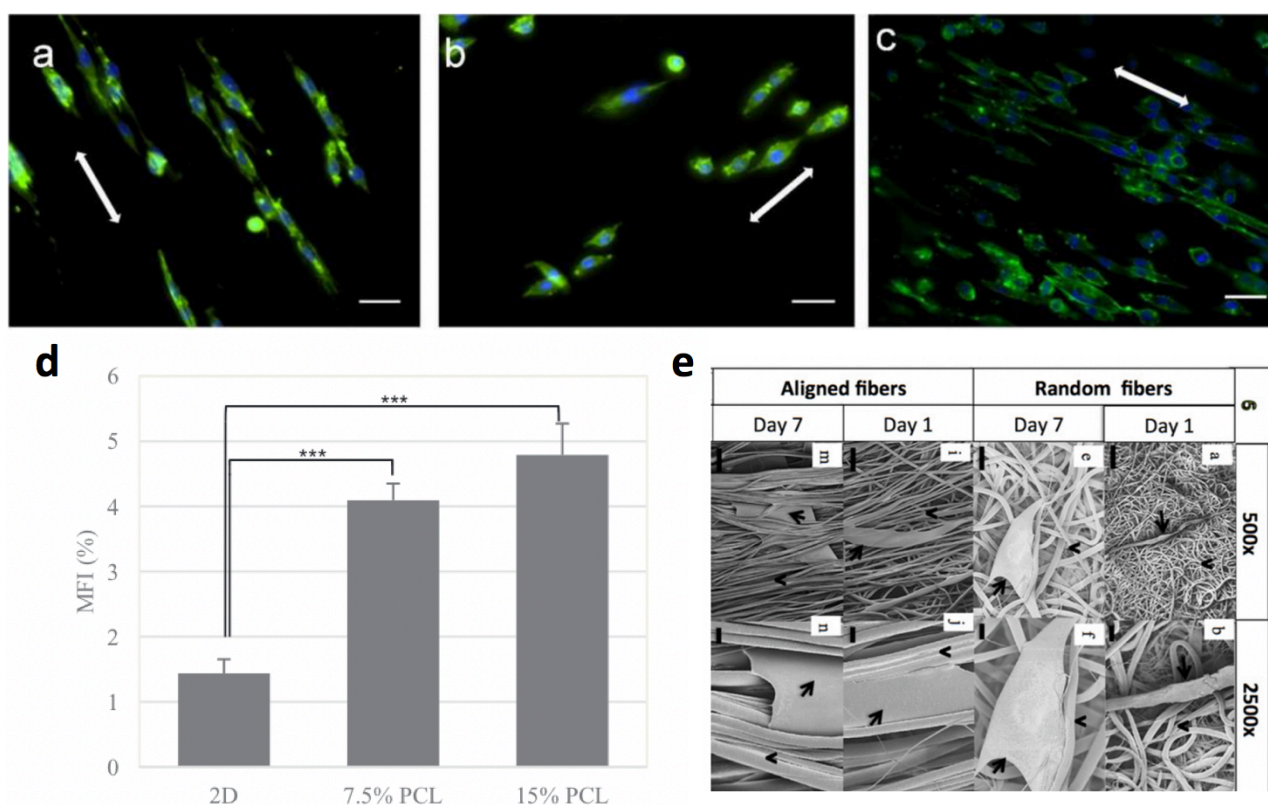 a
b
c
d
6
5
4
3
2
1
0
MFI (%)
***
***
2D
7.5% PCL
15% PCL
e
Aligned fibers
Random fibers
6
Day 7
Day 1
Day 7
Day 1
m
i
e
a
500x
n
j
f
b
2500x